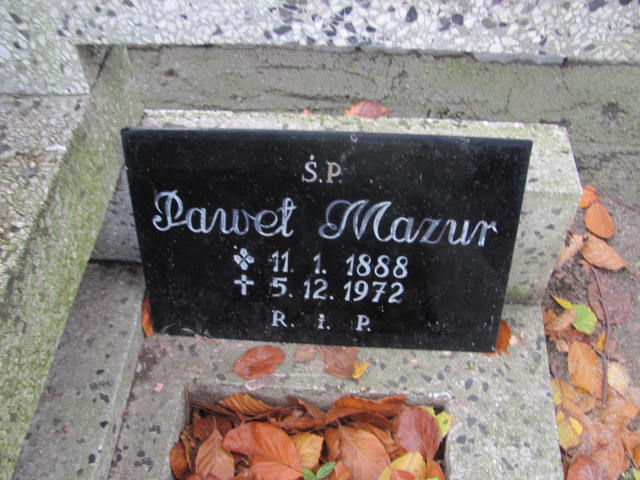 Ś.P.
Paweł Mazur
11. 1. 1888
✝ 5. 12. 1972
R. i. P.